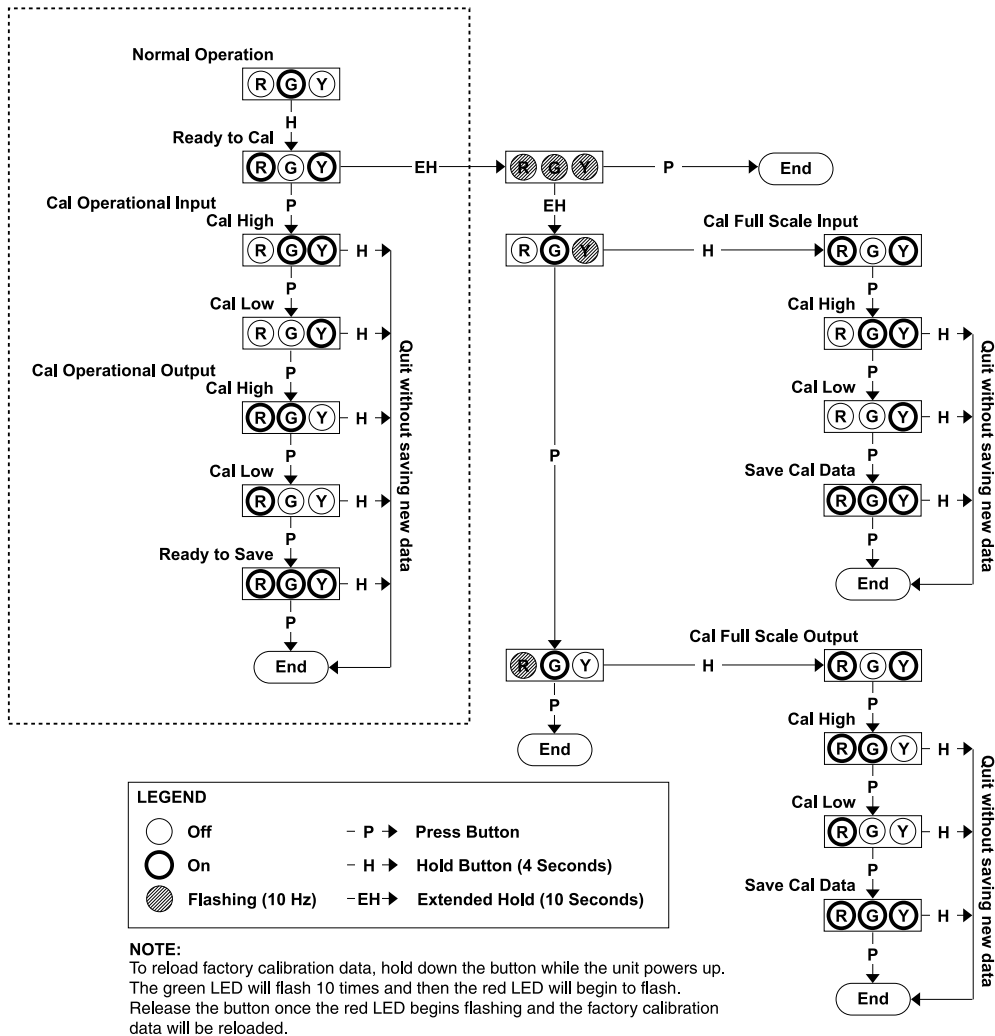 Normal Operation
R G Y
H
Ready to Cal
R G Y
EH
R G Y
P
End
P
Cal Operational Input
Cal High
R G Y
H
P
Cal Low
R G Y
H
P
Cal Operational Output
Cal High
R G Y
H
P
Cal Low
R G Y
H
P
Ready to Save
R G Y
H
P
End
Quit without saving new data
EH
R G Y
H
Cal Full Scale Input
R G Y
P
Cal High
R G Y
H
P
Cal Low
R G Y
H
P
Save Cal Data
R G Y
H
P
End
Quit without saving new data
P
R G Y
H
P
End
Cal Full Scale Output
R G Y
P
Cal High
R G Y
H
P
Cal Low
R G Y
H
P
Save Cal Data
R G Y
H
P
End
Quit without saving new data
LEGEND
Off
On
Flashing (10 Hz)
P Press Button
H Hold Button (4 Seconds)
EH Extended Hold (10 Seconds)
NOTE:
To reload factory calibration data, hold down the button while the unit powers up.
The green LED will flash 10 times and then the red LED will begin to flash.
Release the button once the red LED begins flashing and the factory calibration
data will be reloaded.